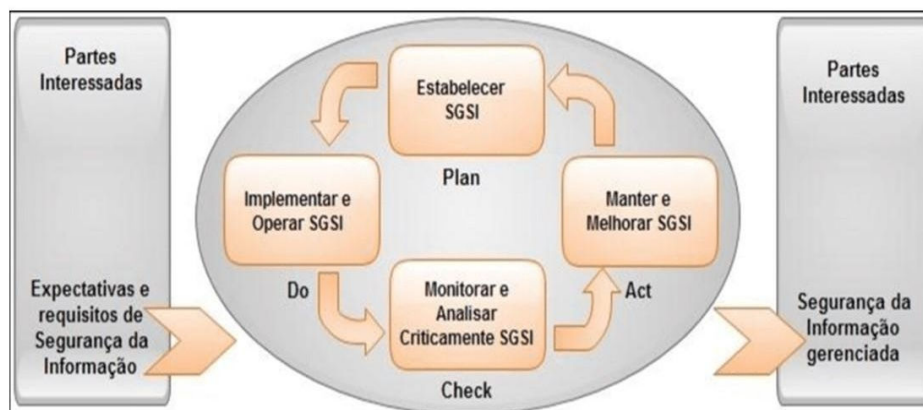 Partes
Interessadas
Expectativas e
requisitos de
Segurança da
Informação
Estabelecer
SGSI
Plan
Implementar e
Operar SGSI
Do
Monitorar e
Analisar
Criticamente SGSI
Check
Manter e
Melhorar SGSI
Act
Partes
Interessadas
Segurança da
Informação
gerenciada